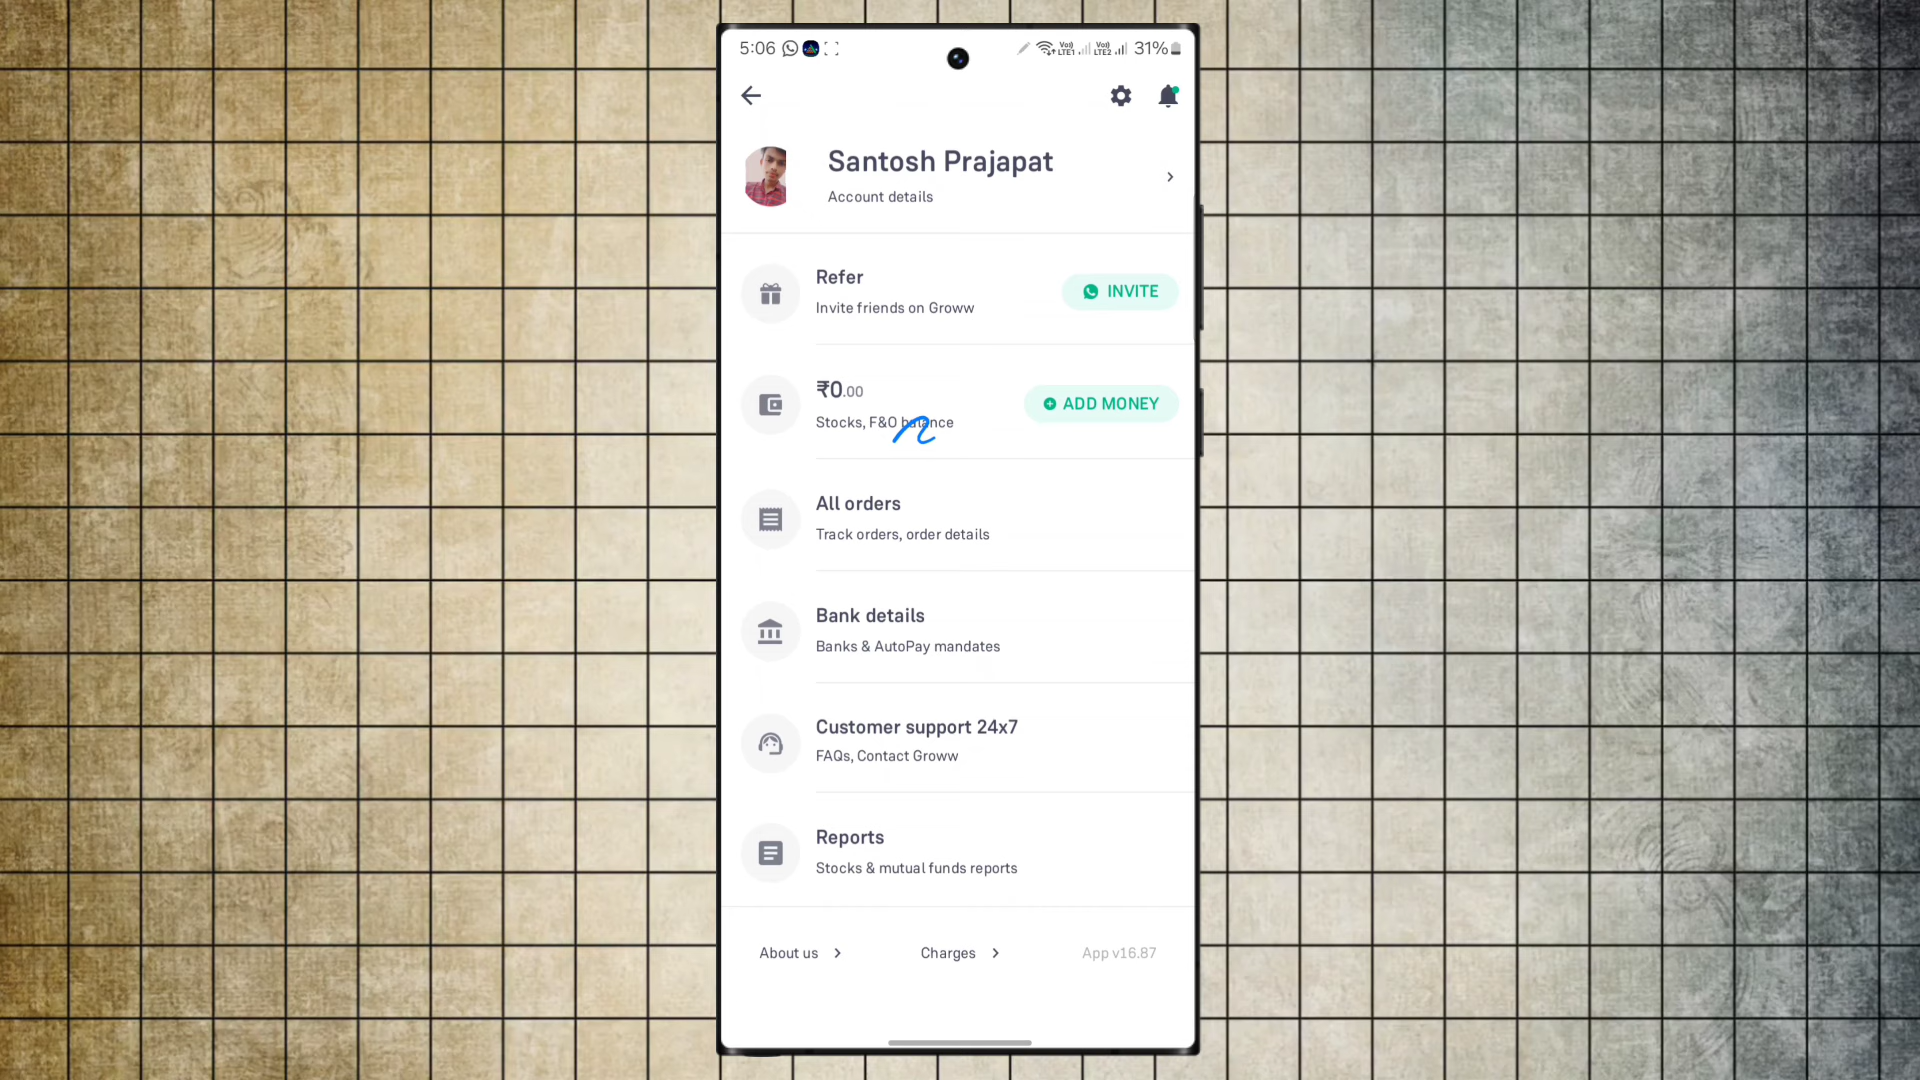 5:06 31%
Santosh Prajapat
Account details
Refer
Invite friends on Groww
INVITE
₹0.00
Stocks, F&O balance
ADD MONEY
All orders
Track orders, order details
Bank details
Banks & AutoPay mandates
Customer support 24x7
FAQs, Contact Groww
Reports
Stocks & mutual funds reports
About us Charges App v16.87